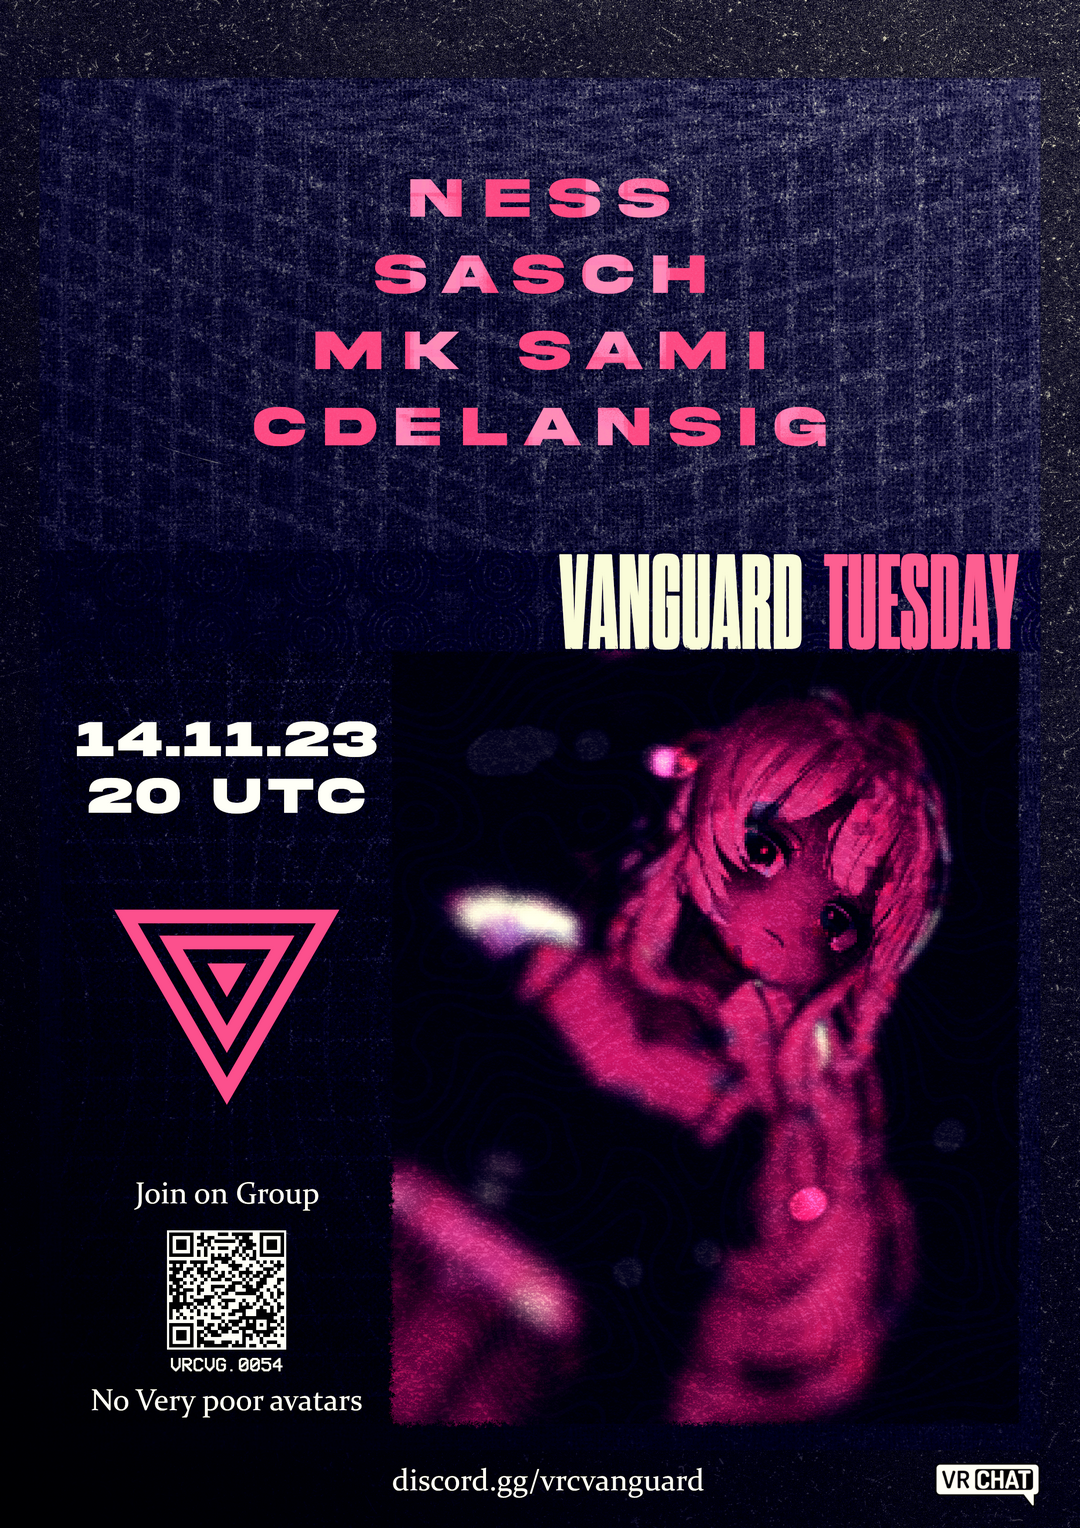 NESS
SASCH
MK SAMI
CDELANSIG
VANGUARD TUESDAY
14.11.23
20 UTC
Join on Group
VRCVG.0054
No Very poor avatars
discord.gg/vrcvanguard
VR CHAT